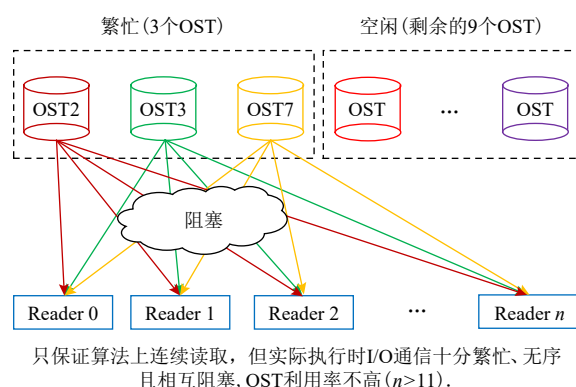 繁忙(3个OST)
空闲(剩余的9个OST)
OST2
OST3
OST7
OST
...
OST
阻塞
Reader 0
Reader 1
Reader 2
...
Reader n
只保证算法上连续读取，但实际执行时I/O通信十分繁忙、无序
且相互阻塞, OST利用率不高(n>11).